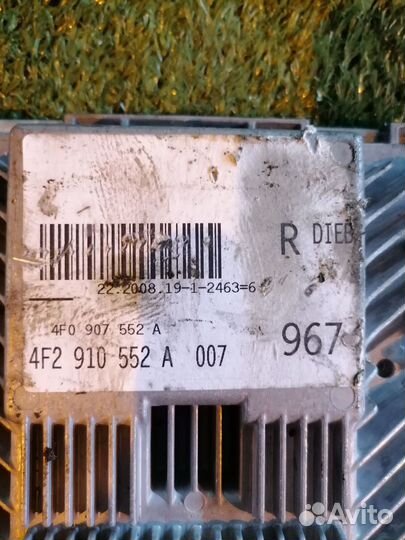 R DIEB
22.2008.19-1-2463=6
4F0 907 552 A
967
4F2 910 552 A 007
Avito